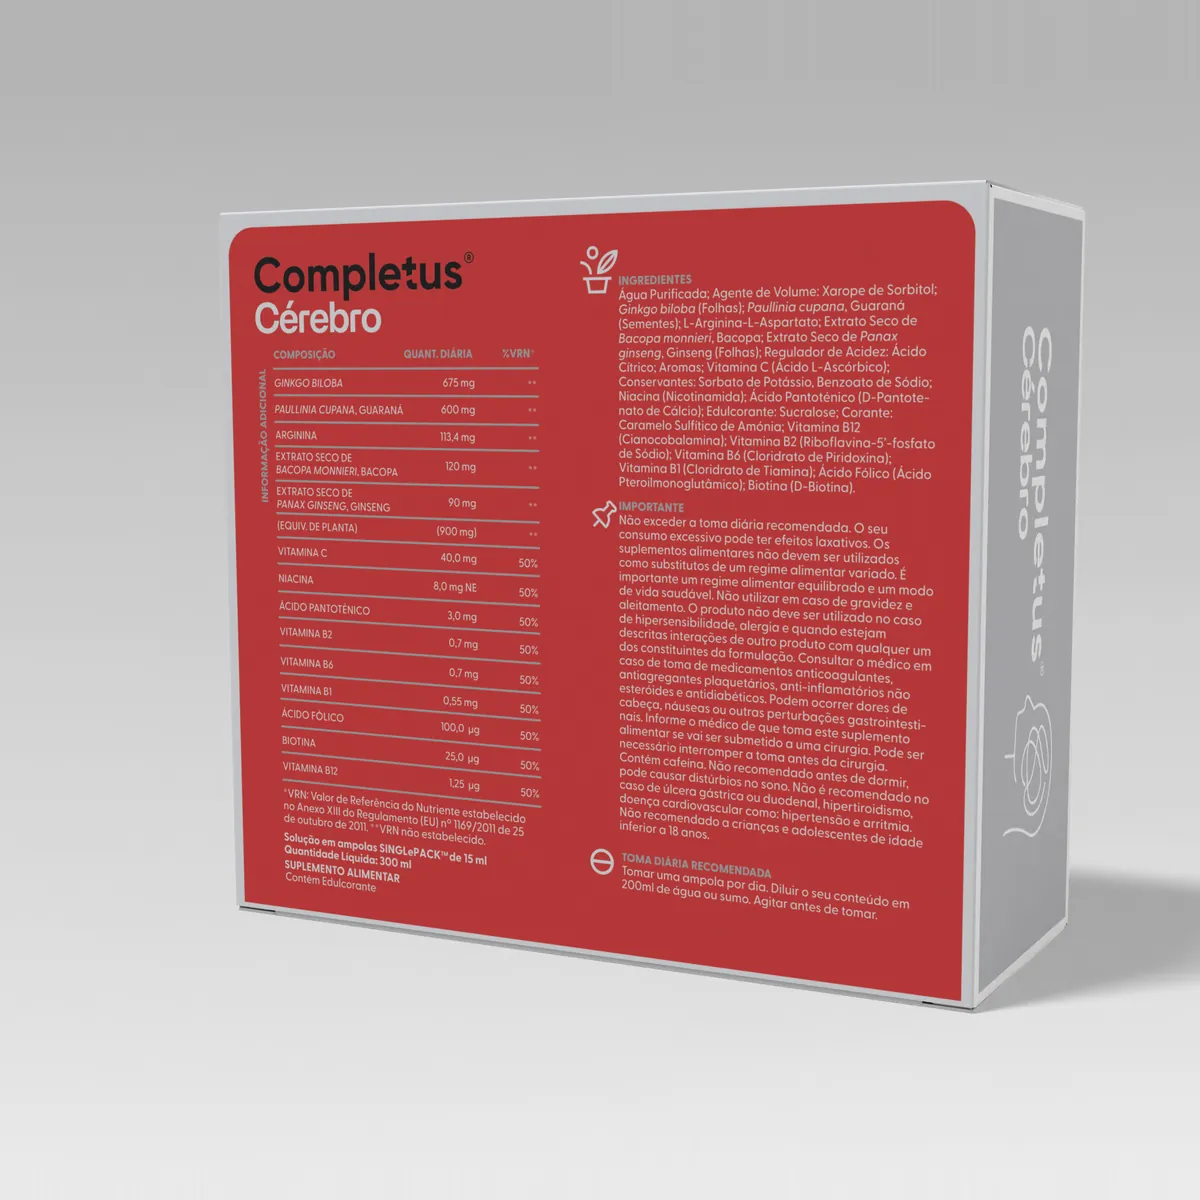 Completus®
Cérebro
INFORMAÇÃO ADICIONAL
COMPOSIÇÃO QUANT. DIÁRIA %VRN*
GINKGO BILOBA 675 mg **
PAULLINIA CUPANA, GUARANÁ 600 mg **
ARGININA 113,4 mg **
EXTRATO SECO DE
BACOPA MONNIERI, BACOPA 120 mg **
EXTRATO SECO DE
PANAX GINSENG, GINSENG 90 mg **
(EQUIV. DE PLANTA) (900 mg) **
VITAMINA C 40,0 mg 50%
NIACINA 8,0 mg NE 50%
ÁCIDO PANTOTÉNICO 3,0 mg 50%
VITAMINA B2 0,7 mg 50%
VITAMINA B6 0,7 mg 50%
VITAMINA B1 0,55 mg 50%
ÁCIDO FÓLICO 100,0 µg 50%
BIOTINA 25,0 µg 50%
VITAMINA B12 1,25 µg 50%
*VRN: Valor de Referência do Nutriente estabelecido
no Anexo XIII do Regulamento (EU) nº 1169/2011 de 25
de outubro de 2011. **VRN não estabelecido.
Solução em ampolas SINGLePACK™ de 15 ml
Quantidade Líquida: 300 ml
SUPLEMENTO ALIMENTAR
Contém Edulcorante
INGREDIENTES
Água Purificada; Agente de Volume: Xarope de Sorbitol;
Ginkgo biloba (Folhas); Paullinia cupana, Guaraná
(Sementes); L-Arginina-L-Aspartato; Extrato Seco de
Bacopa monnieri, Bacopa; Extrato Seco de Panax
ginseng, Ginseng (Folhas); Regulador de Acidez: Ácido
Cítrico; Aromas; Vitamina C (Ácido L-Ascórbico);
Conservantes: Sorbato de Potássio, Benzoato de Sódio;
Niacina (Nicotinamida); Ácido Pantoténico (D-Pantote-
nato de Cálcio); Edulcorante: Sucralose; Corante:
Caramelo Sulfítico de Amónia; Vitamina B12
(Cianocobalamina); Vitamina B2 (Riboflavina-5'-fosfato
de Sódio); Vitamina B6 (Cloridrato de Piridoxina);
Vitamina B1 (Cloridrato de Tiamina); Ácido Fólico (Ácido
Pteroilmonoglutâmico); Biotina (D-Biotina).
IMPORTANTE
Não exceder a toma diária recomendada. O seu
consumo excessivo pode ter efeitos laxativos. Os
suplementos alimentares não devem ser utilizados
como substitutos de um regime alimentar variado. É
importante um regime alimentar equilibrado e um modo
de vida saudável. Não utilizar em caso de gravidez e
aleitamento. O produto não deve ser utilizado no caso
de hipersensibilidade, alergia e quando estejam
descritas interações de outro produto com qualquer um
dos constituintes da formulação. Consultar o médico em
caso de toma de medicamentos anticoagulantes,
antiagregantes plaquetários, anti-inflamatórios não
esteróides e antidiabéticos. Podem ocorrer dores de
cabeça, náuseas ou outras perturbações gastrointesti-
nais. Informe o médico de que toma este suplemento
alimentar se vai ser submetido a uma cirurgia. Pode ser
necessário interromper a toma antes da cirurgia.
Contém cafeína. Não recomendado antes de dormir,
pode causar distúrbios no sono. Não é recomendado no
caso de úlcera gástrica ou duodenal, hipertiroidismo,
doença cardiovascular como: hipertensão e arritmia.
Não recomendado a crianças e adolescentes de idade
inferior a 18 anos.
TOMA DIÁRIA RECOMENDADA
Tomar uma ampola por dia. Diluir o seu conteúdo em
200ml de água ou sumo. Agitar antes de tomar.
Completus®
Cérebro